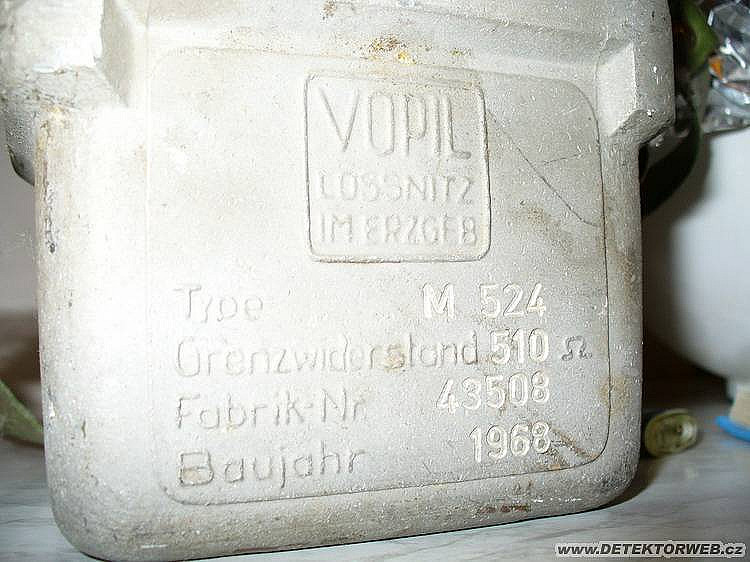 VOPIL
LÖSSNITZ
IM ERZGEB
Type M 524
Grenzwiderstand 510 Ω
Fabrik-Nr 43508
Baujahr 1968
www.DETEKTORWEB.cz